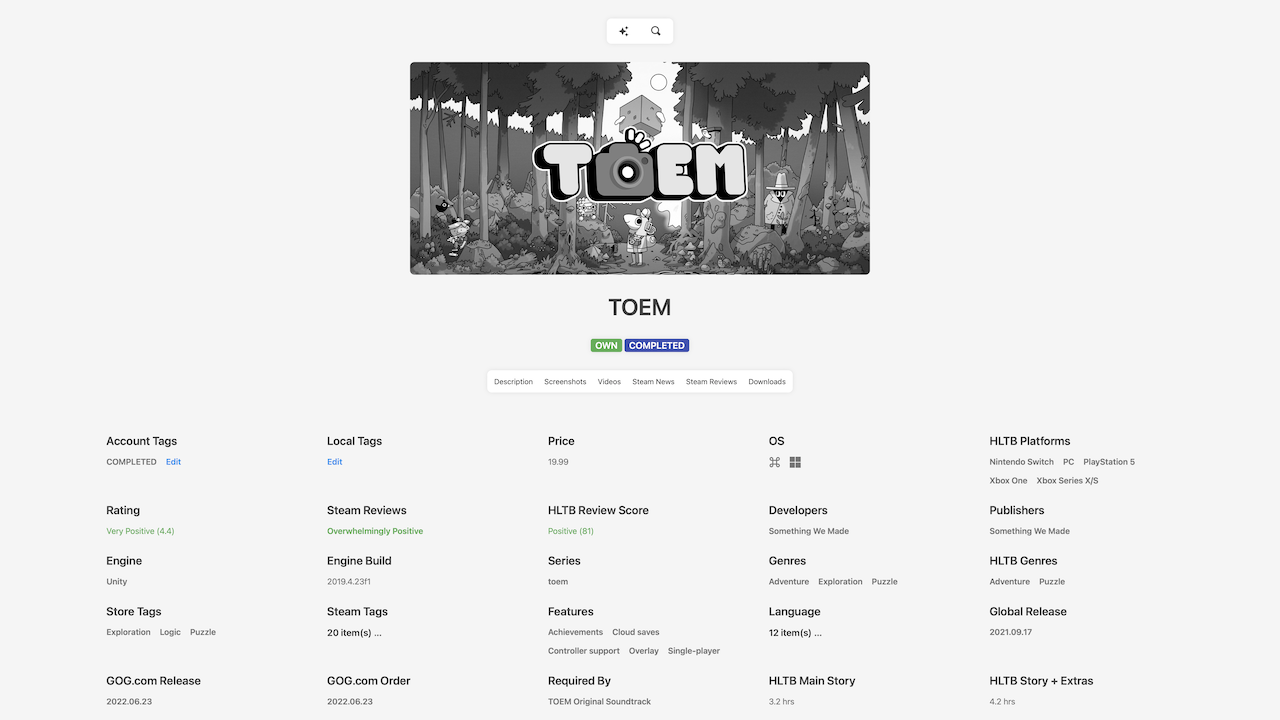 TOEM
TOEM
OWN COMPLETED
Description Screenshots Videos Steam News Steam Reviews Downloads
Account Tags Local Tags Price OS HLTB Platforms
COMPLETED Edit Edit 19.99 Nintendo Switch PC PlayStation 5
Xbox One Xbox Series X/S
Rating Steam Reviews HLTB Review Score Developers Publishers
Very Positive (4.4) Overwhelmingly Positive Positive (81) Something We Made Something We Made
Engine Engine Build Series Genres HLTB Genres
Unity 2019.4.23f1 toem Adventure Exploration Puzzle Adventure Puzzle
Store Tags Steam Tags Features Language Global Release
Exploration Logic Puzzle 20 item(s) ... Achievements Cloud saves 12 item(s) ... 2021.09.17
Controller support Overlay Single-player
GOG.com Release GOG.com Order Required By HLTB Main Story HLTB Story + Extras
2022.06.23 2022.06.23 TOEM Original Soundtrack 3.2 hrs 4.2 hrs